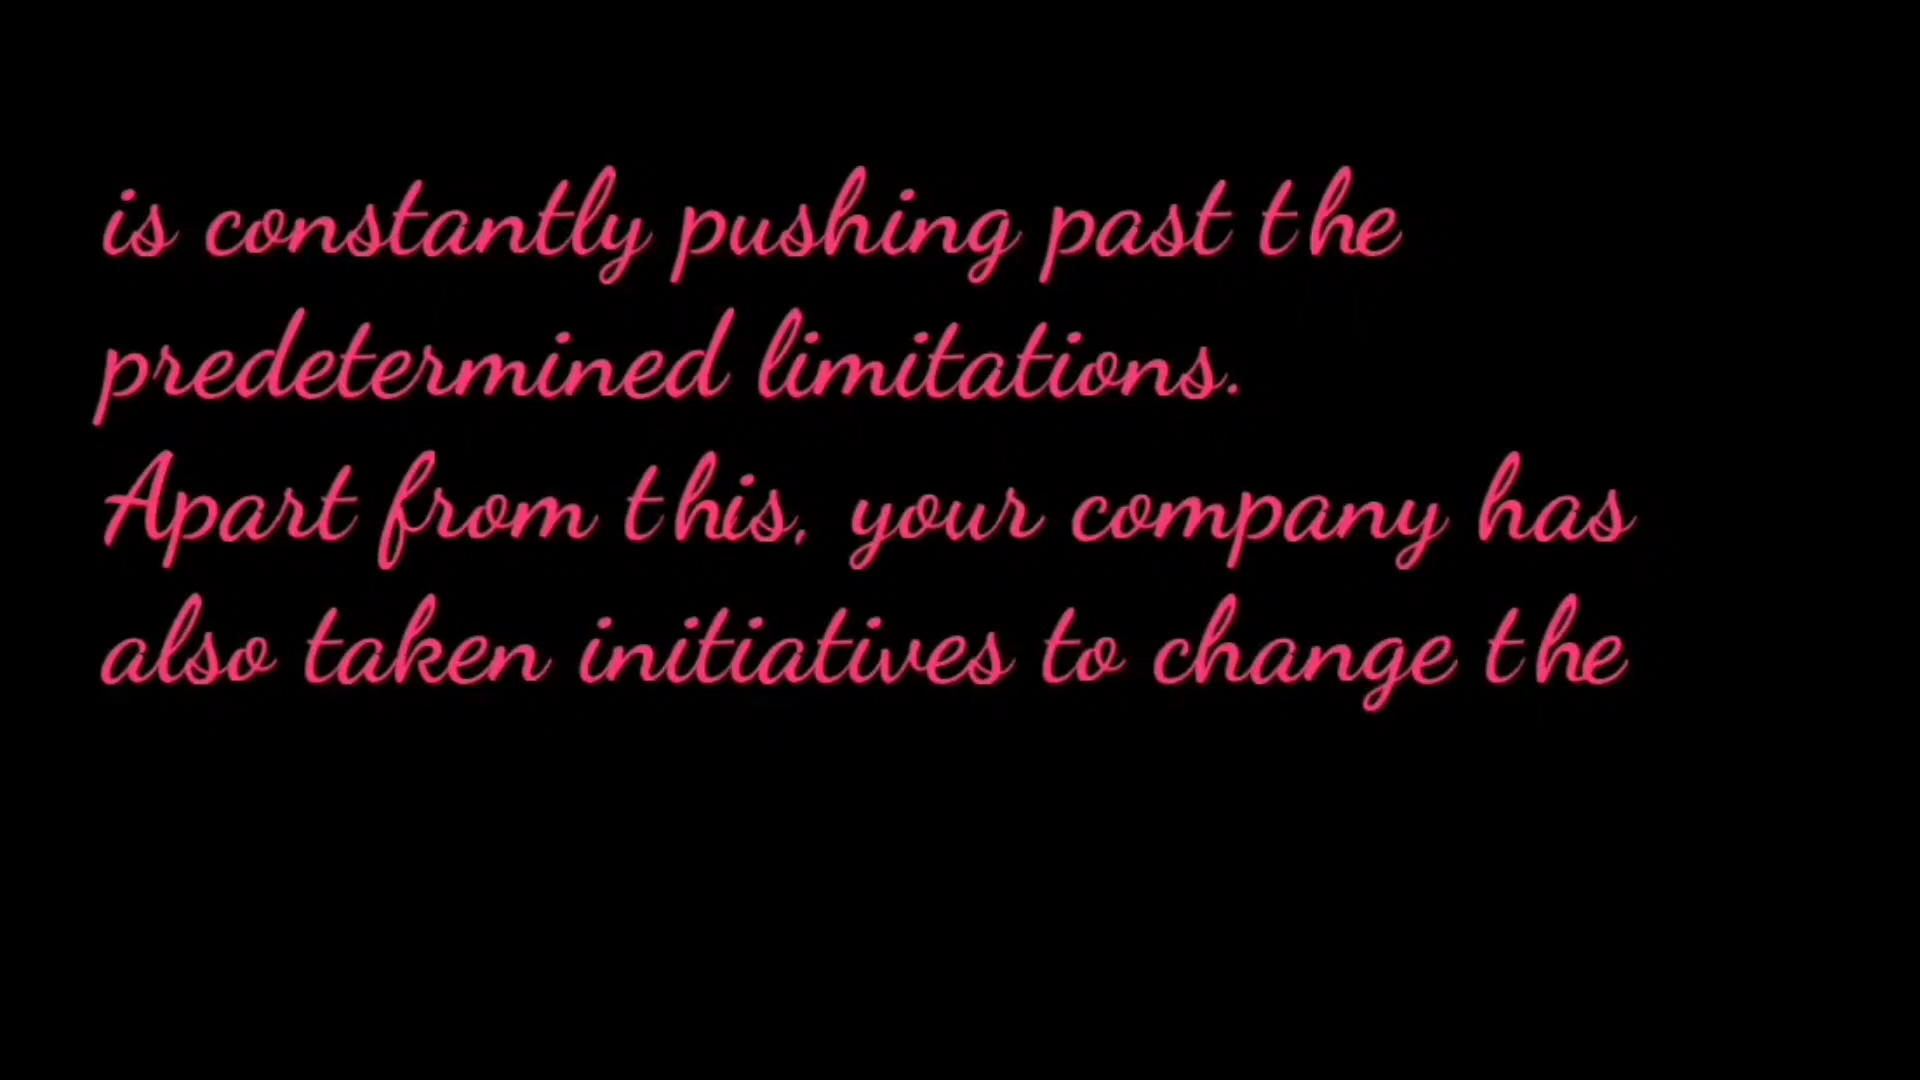 is constantly pushing past the
predetermined limitations.
Apart from this, your company has
also taken initiatives to change the